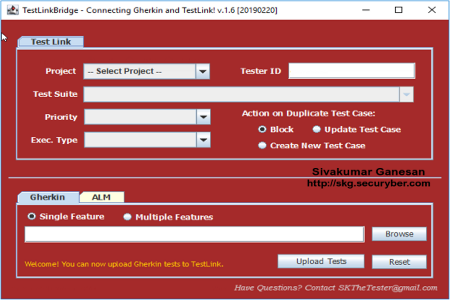 TestLinkBridge - Connecting Gherkin and TestLink! v.1.6 [20190220]
Test Link
Project -- Select Project -- Tester ID
Test Suite
Priority Action on Duplicate Test Case:
Block Update Test Case
Exec. Type
Create New Test Case
Sivakumar Ganesan
http://skg.securyber.com
Gherkin ALM
Single Feature Multiple Features
Browse
Welcome! You can now upload Gherkin tests to TestLink. Upload Tests Reset
Have Questions? Contact SKTheTester@gmail.com